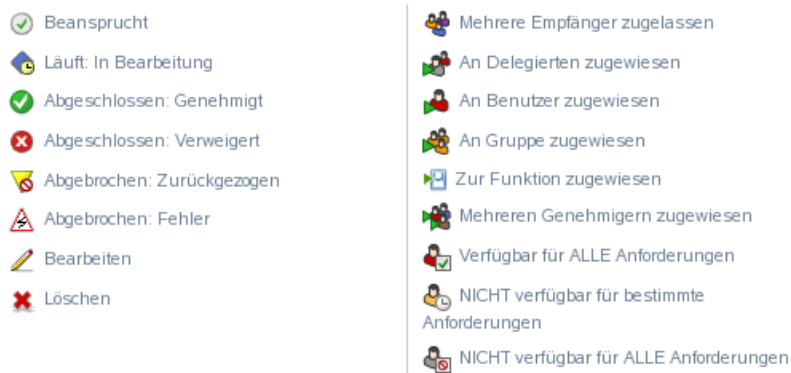 Beansprucht
Läuft: In Bearbeitung
Abgeschlossen: Genehmigt
Abgeschlossen: Verweigert
Abgebrochen: Zurückgezogen
Abgebrochen: Fehler
Bearbeiten
Löschen
Mehrere Empfänger zugelassen
An Delegierten zugewiesen
An Benutzer zugewiesen
An Gruppe zugewiesen
Zur Funktion zugewiesen
Mehreren Genehmigern zugewiesen
Verfügbar für ALLE Anforderungen
NICHT verfügbar für bestimmte
Anforderungen
NICHT verfügbar für ALLE Anforderungen